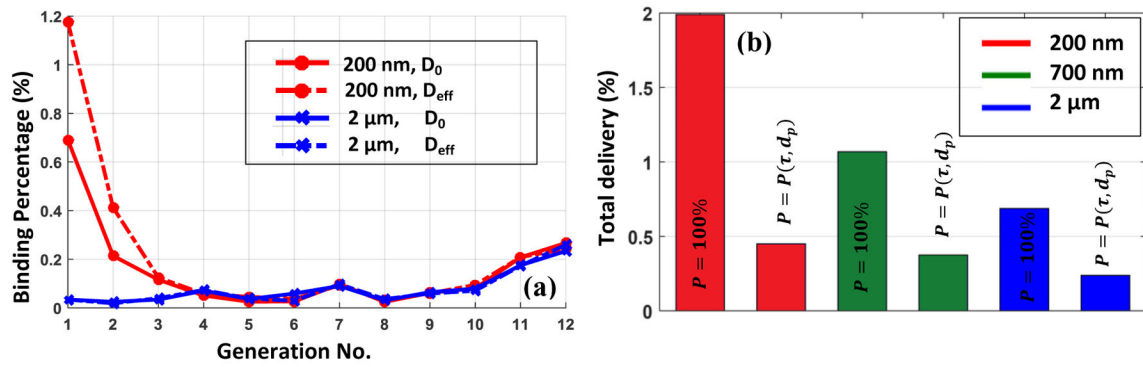 Binding Percentage (%)
1.2
1
0.8
0.6
0.4
0.2
0
1 2 3 4 5 6 7 8 9 10 11 12
Generation No.
200 nm, D₀
200 nm, Dₑff
2 μm, D₀
2 μm, Dₑff
(a)
Total delivery (%)
2
1.5
1
0.5
0
(b)
200 nm
700 nm
2 μm
P = 100%
P = P(τ, dₚ)
P = 100%
P = P(τ, dₚ)
P = 100%
P = P(τ, dₚ)